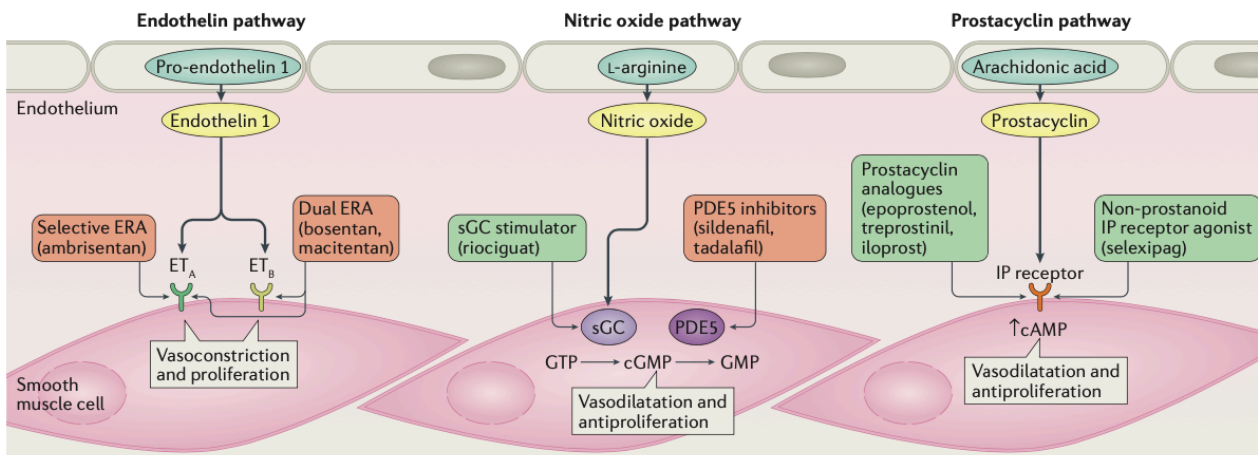 Endothelin pathway
Nitric oxide pathway
Prostacyclin pathway
Pro-endothelin 1
L-arginine
Arachidonic acid
Endothelium
Endothelin 1
Nitric oxide
Prostacyclin
Selective ERA
(ambrisentan)
Dual ERA
(bosentan,
macitentan)
ET_A
ET_B
Vasoconstriction
and proliferation
Smooth
muscle cell
sGC stimulator
(riociguat)
PDE5 inhibitors
(sildenafil,
tadalafil)
sGC
PDE5
GTP
cGMP
GMP
Vasodilatation and
antiproliferation
Prostacyclin
analogues
(epoprostenol,
treprostinil,
iloprost)
Non-prostanoid
IP receptor agonist
(selexipag)
IP receptor
↑cAMP
Vasodilatation and
antiproliferation